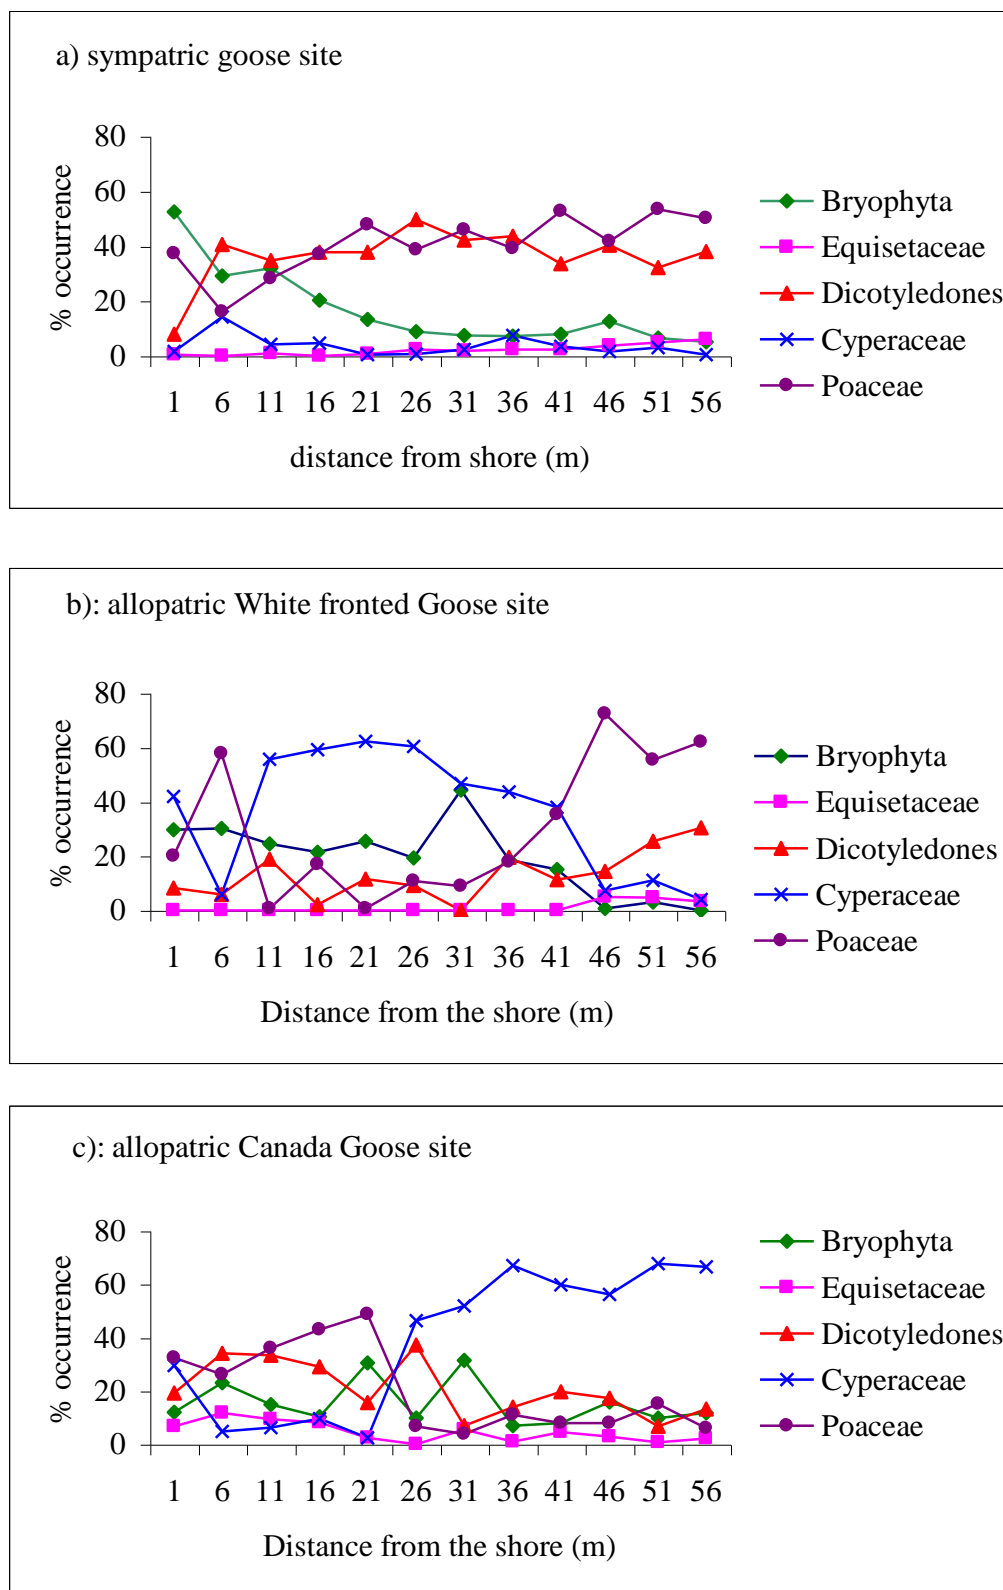 a) sympatric goose site
80
60
40
20
0
% occurrence
1 6 11 16 21 26 31 36 41 46 51 56
distance from shore (m)
Bryophyta
Equisetaceae
Dicotyledones
Cyperaceae
Poaceae
b): allopatric White fronted Goose site
80
60
40
20
0
% occurrence
1 6 11 16 21 26 31 36 41 46 51 56
Distance from the shore (m)
Bryophyta
Equisetaceae
Dicotyledones
Cyperaceae
Poaceae
c): allopatric Canada Goose site
80
60
40
20
0
% occurrence
1 6 11 16 21 26 31 36 41 46 51 56
Distance from the shore (m)
Bryophyta
Equisetaceae
Dicotyledones
Cyperaceae
Poaceae